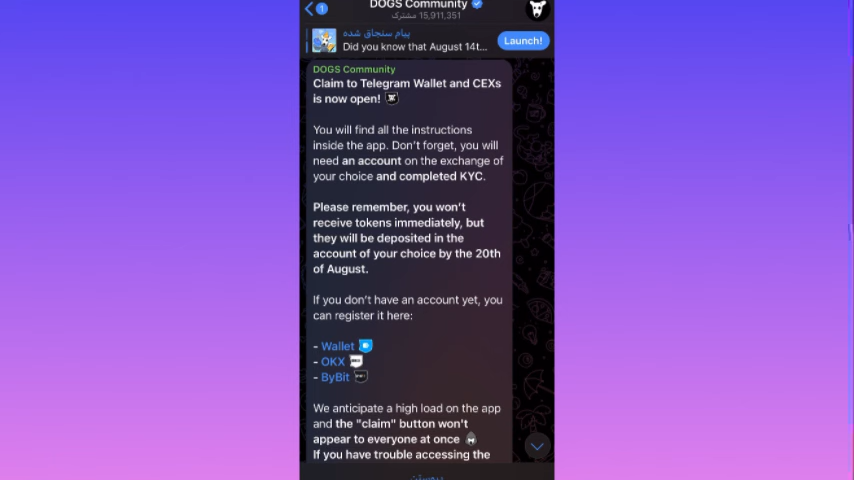 1
DOGS Community
15,911,351 مشترک
پیام سنجاق شده
Did you know that August 14t...
Launch!
DOGS Community
Claim to Telegram Wallet and CEXs
is now open!
You will find all the instructions
inside the app. Don't forget, you will
need an account on the exchange of
your choice and completed KYC.
Please remember, you won't
receive tokens immediately, but
they will be deposited in the
account of your choice by the 20th
of August.
If you don't have an account yet, you
can register it here:
- Wallet
- OKX
- ByBit
We anticipate a high load on the app
and the "claim" button won't
appear to everyone at once
If you have trouble accessing the
پیوستن